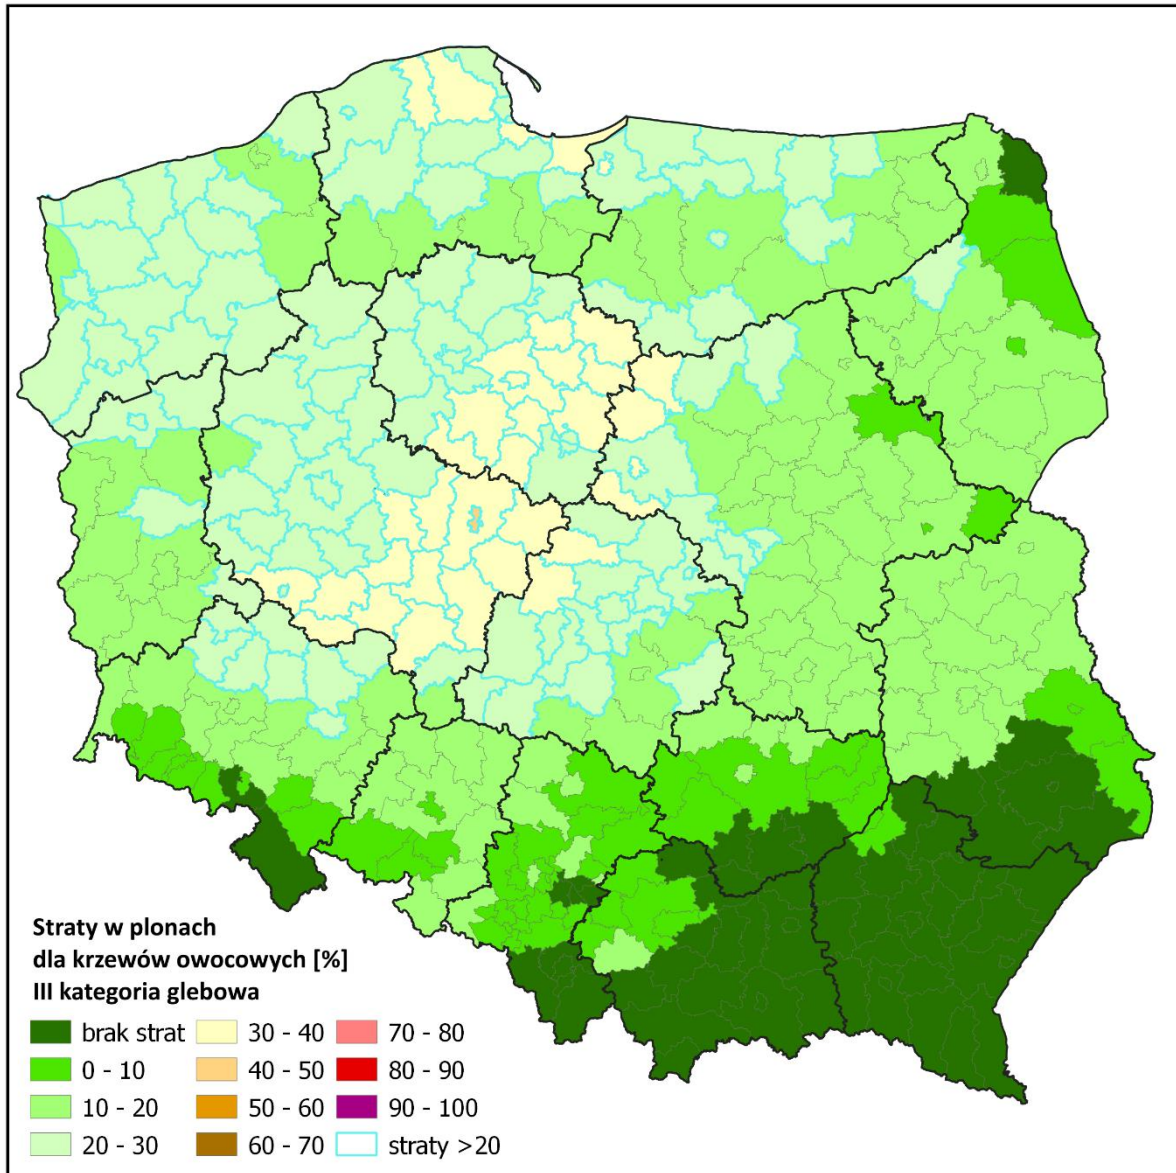 Straty w plonach
dla krzewów owocowych [%]
III kategoria glebowa
brak strat
0 - 10
10 - 20
20 - 30
30 - 40
40 - 50
50 - 60
60 - 70
70 - 80
80 - 90
90 - 100
straty >20